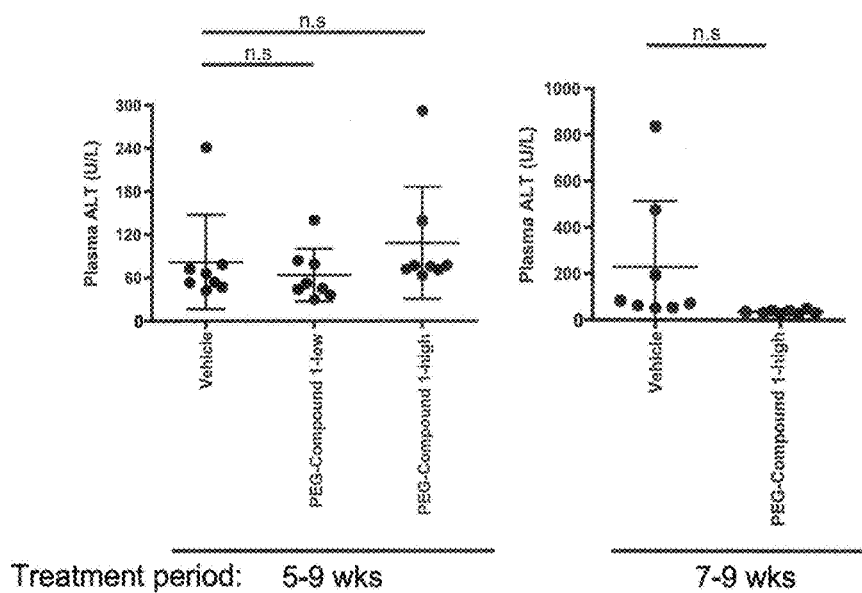 n.s
n.s
Plasma ALT (U/L)
300
240
180
120
60
0
Vehicle
PEG-Compound 1-low
PEG-Compound 1-high
n.s
Plasma ALT (U/L)
1000
800
600
400
200
0
Vehicle
PEG-Compound 1-high
Treatment period: 5-9 wks 7-9 wks